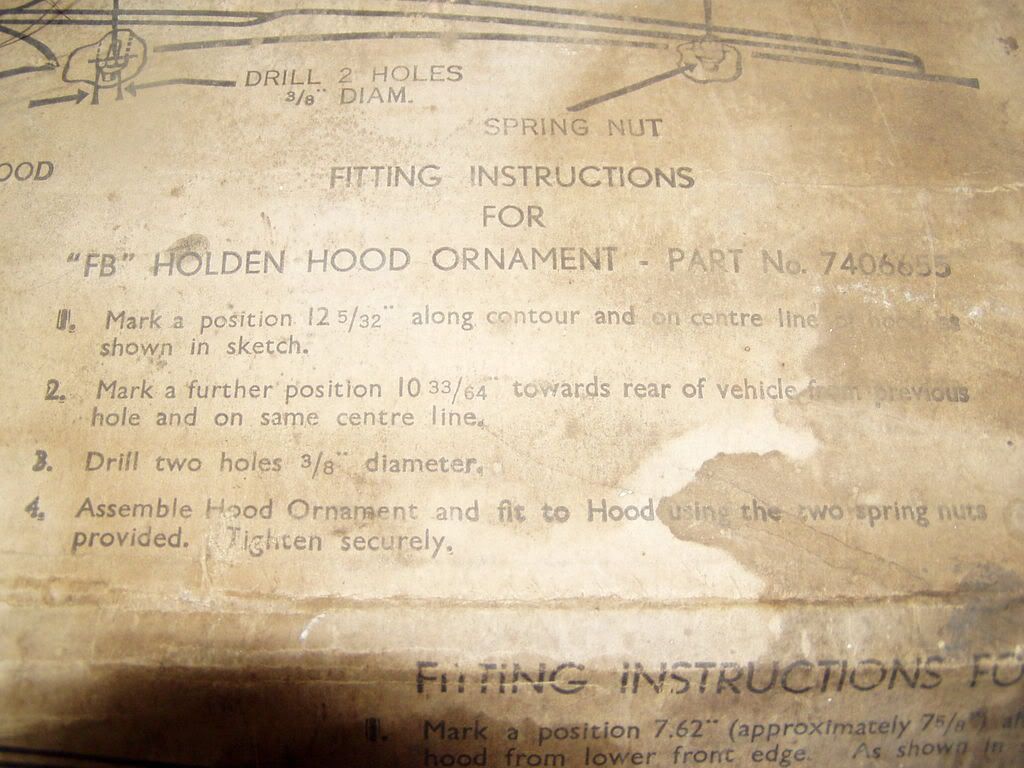 DRILL 2 HOLES
3/8" DIAM.
SPRING NUT
OOD
FITTING INSTRUCTIONS
FOR
"FB" HOLDEN HOOD ORNAMENT - PART No. 7406655
1. Mark a position 12 5/32" along contour and on centre line of hood as
shown in sketch.
2. Mark a further position 10 33/64" towards rear of vehicle from previous
hole and on same centre line.
3. Drill two holes 3/8" diameter.
4. Assemble Hood Ornament and fit to Hood using the two spring nuts
provided. Tighten securely.
FITTING INSTRUCTIONS FO
1. Mark a position 7.62" (approximately 7 5/8")
hood from lower front edge. As shown in